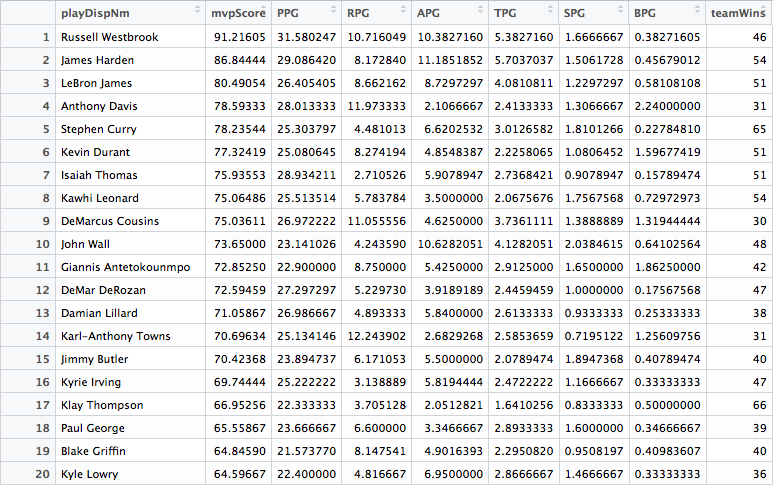 playDispNm mvpScore PPG RPG APG TPG SPG BPG teamWins
1 Russell Westbrook 91.21605 31.580247 10.716049 10.3827160 5.3827160 1.6666667 0.38271605 46
2 James Harden 86.84444 29.086420 8.172840 11.1851852 5.7037037 1.5061728 0.45679012 54
3 LeBron James 80.49054 26.405405 8.662162 8.7297297 4.0810811 1.2297297 0.58108108 51
4 Anthony Davis 78.59333 28.013333 11.973333 2.1066667 2.4133333 1.3066667 2.24000000 31
5 Stephen Curry 78.23544 25.303797 4.481013 6.6202532 3.0126582 1.8101266 0.22784810 65
6 Kevin Durant 77.32419 25.080645 8.274194 4.8548387 2.2258065 1.0806452 1.59677419 51
7 Isaiah Thomas 75.93553 28.934211 2.710526 5.9078947 2.7368421 0.9078947 0.15789474 51
8 Kawhi Leonard 75.06486 25.513514 5.783784 3.5000000 2.0675676 1.7567568 0.72972973 54
9 DeMarcus Cousins 75.03611 26.972222 11.055556 4.6250000 3.7361111 1.3888889 1.31944444 30
10 John Wall 73.65000 23.141026 4.243590 10.6282051 4.1282051 2.0384615 0.64102564 48
11 Giannis Antetokounmpo 72.85250 22.900000 8.750000 5.4250000 2.9125000 1.6500000 1.86250000 42
12 DeMar DeRozan 72.59459 27.297297 5.229730 3.9189189 2.4459459 1.0000000 0.17567568 47
13 Damian Lillard 71.05867 26.986667 4.893333 5.8400000 2.6133333 0.9333333 0.25333333 38
14 Karl-Anthony Towns 70.69634 25.134146 12.243902 2.6829268 2.5853659 0.7195122 1.25609756 31
15 Jimmy Butler 70.42368 23.894737 6.171053 5.5000000 2.0789474 1.8947368 0.40789474 40
16 Kyrie Irving 69.74444 25.222222 3.138889 5.8194444 2.4722222 1.1666667 0.33333333 47
17 Klay Thompson 66.95256 22.333333 3.705128 2.0512821 1.6410256 0.8333333 0.50000000 66
18 Paul George 65.55867 23.666667 6.600000 3.3466667 2.8933333 1.6000000 0.34666667 39
19 Blake Griffin 64.84590 21.573770 8.147541 4.9016393 2.2950820 0.9508197 0.40983607 40
20 Kyle Lowry 64.59667 22.400000 4.816667 6.9500000 2.8666667 1.4666667 0.33333333 36